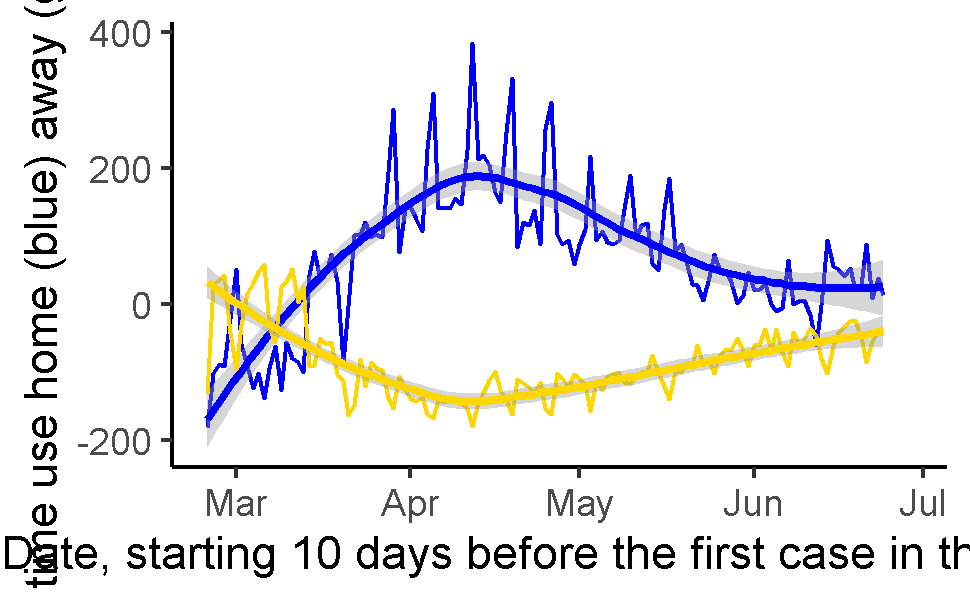 time use home (blue) away (
400
200
0
-200
Mar Apr May Jun Jul
Date, starting 10 days before the first case in th